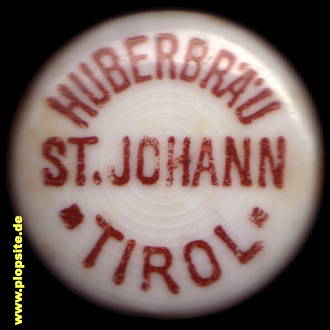 HUBERBRÄU
ST. JOHANN
TIROL
www.plopsite.de